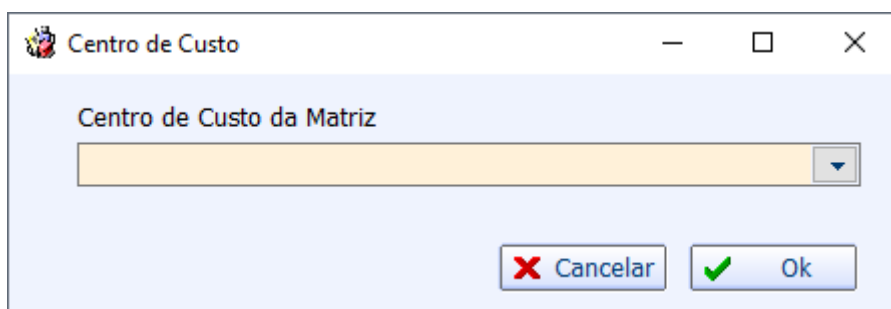 Centro de Custo
Centro de Custo da Matriz
Cancelar Ok